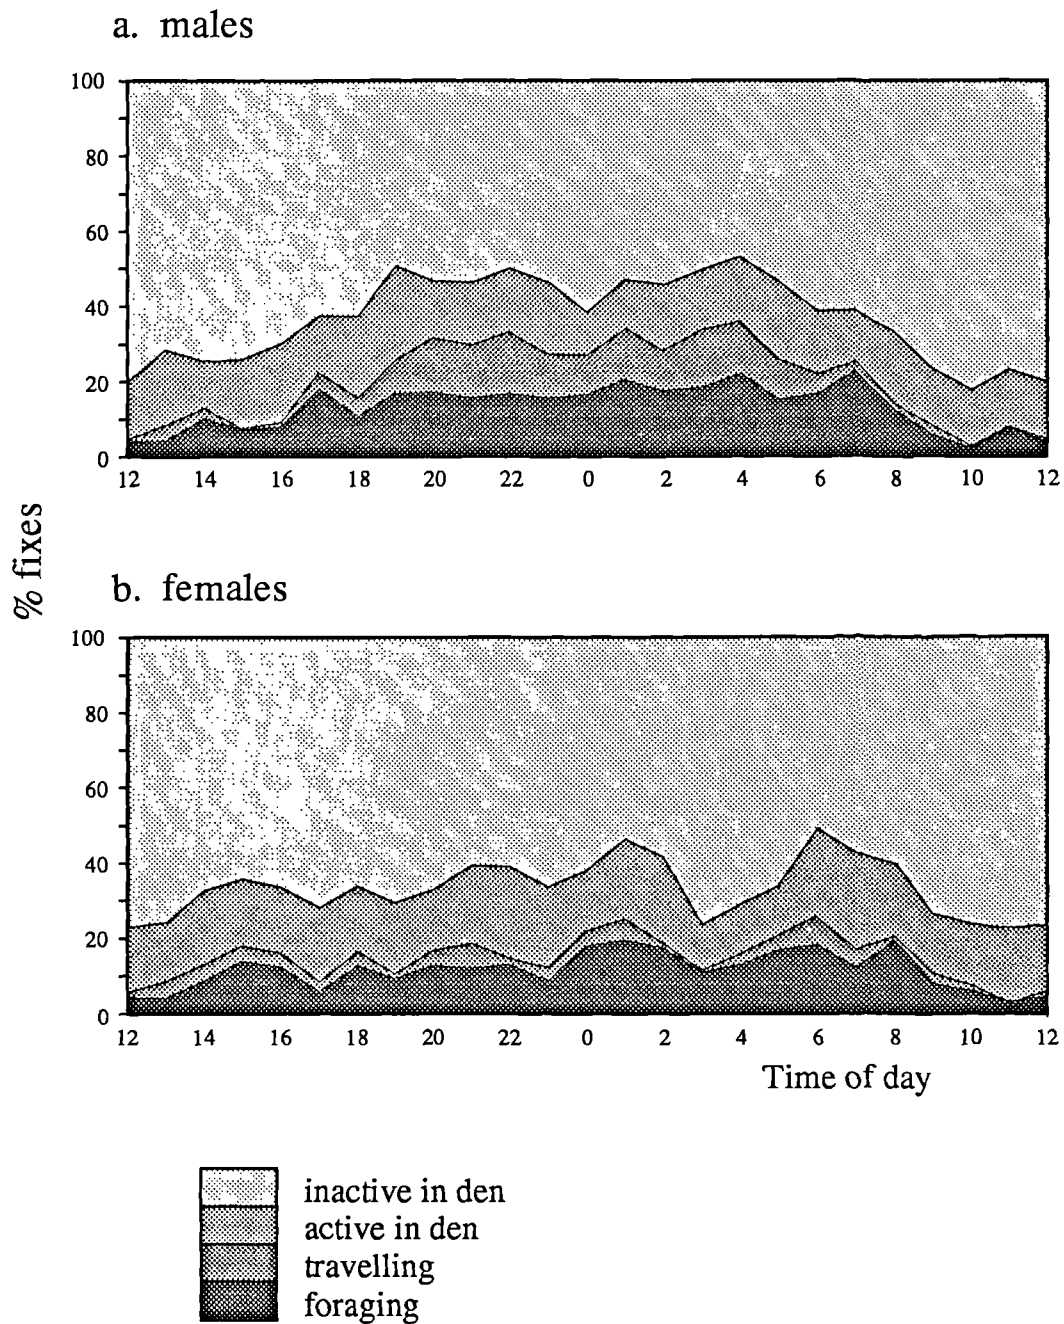 a. males
100
80
60
40
20
0
12 14 16 18 20 22 0 2 4 6 8 10 12
% fixes
b. females
100
80
60
40
20
0
12 14 16 18 20 22 0 2 4 6 8 10 12
Time of day
inactive in den
active in den
travelling
foraging